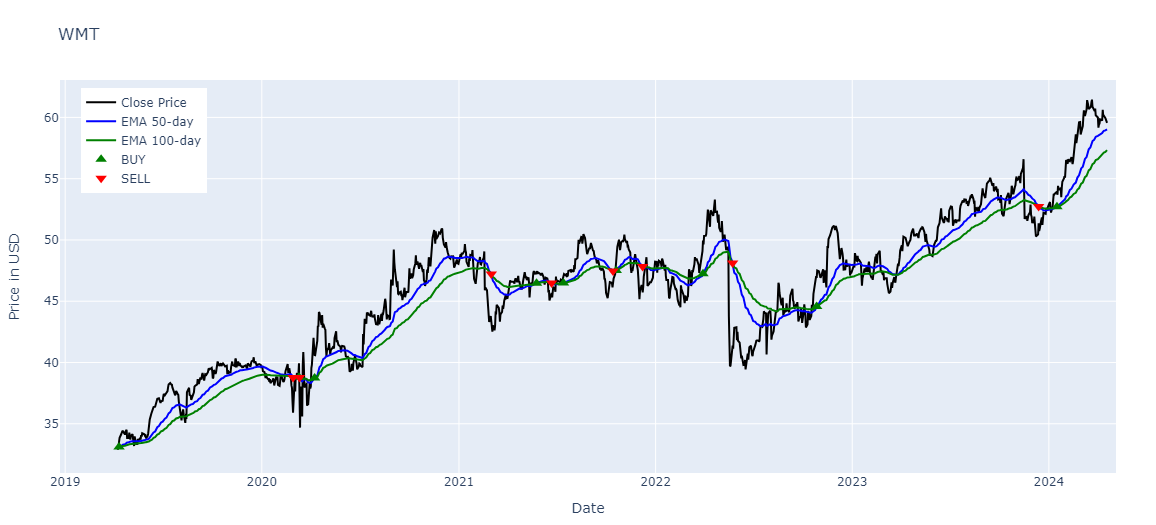 WMT
Close Price
EMA 50-day
EMA 100-day
BUY
SELL
Price in USD
60
55
50
45
40
35
2019 2020 2021 2022 2023 2024
Date